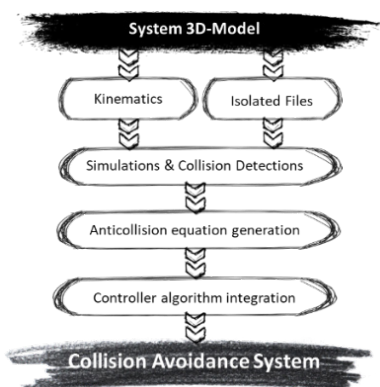 System 3D-Model
Kinematics
Isolated Files
Simulations & Collision Detections
Anticollision equation generation
Controller algorithm integration
Collision Avoidance System